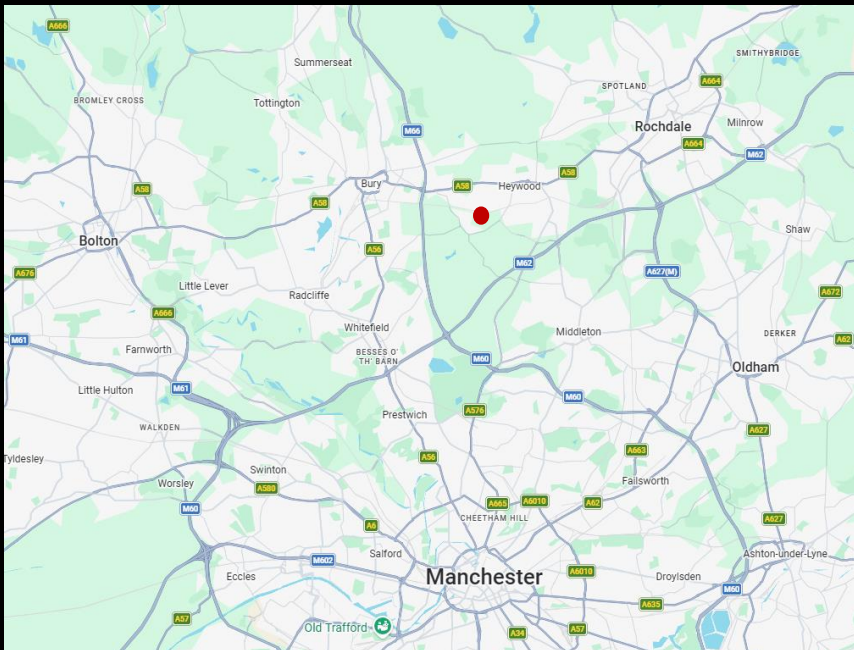 A666
Summerseat
SMITHYBRIDGE
A664
SPOTLAND
BROMLEY CROSS
Tottington
Rochdale
Milnrow
M66
A664
M62
Bury
A58
Heywood
A58
A58
A58
Shaw
Bolton
A56
M62
A627(M)
A676
Little Lever
Radcliffe
A672
A666
Whitefield
Middleton
DERKER
M61
A62
Farnworth
BESSES O'
TH' BARN
M60
Oldham
Little Hulton
M61
M60
Prestwich
A576
WALKDEN
A627
A56
A663
Tyldesley
Swinton
Worsley
A580
Failsworth
M60
A665
A6010
A62
CHEETHAM HILL
A6
A627
Salford
Ashton-under-Lyne
M602
Eccles
Manchester
A6010
Droylsden
M60
A635
A57
Old Trafford
A34
A57